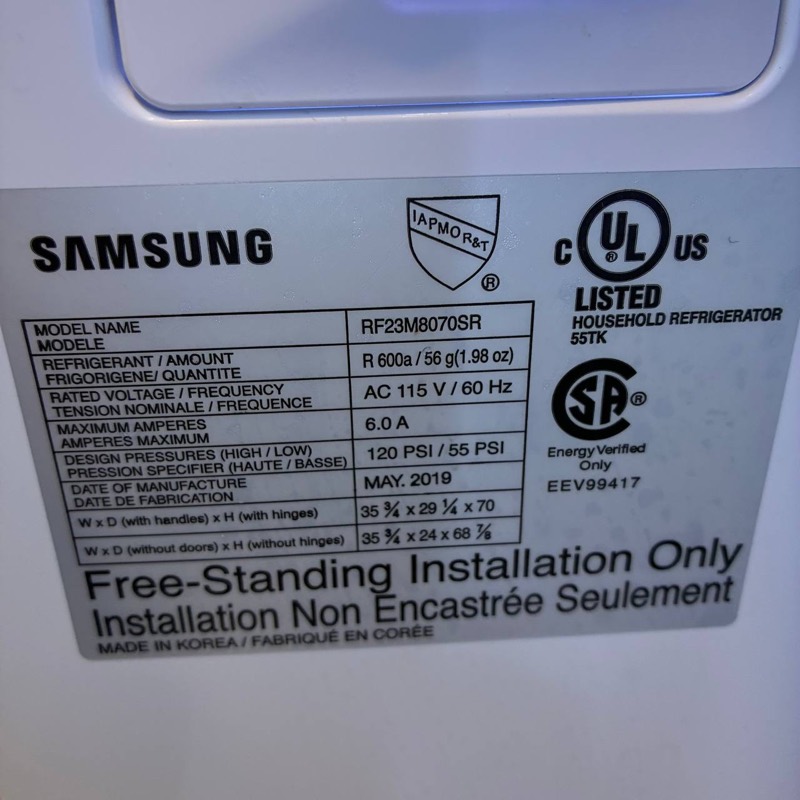 SAMSUNG
IAPMO R&T
®
C UL US
®
LISTED
HOUSEHOLD REFRIGERATOR
55TK
MODEL NAME
MODELE
RF23M8070SR
REFRIGERANT / AMOUNT
FRIGORIGENE/ QUANTITE
R 600a / 56 g(1.98 oz)
RATED VOLTAGE / FREQUENCY
TENSION NOMINALE / FREQUENCE
AC 115 V / 60 Hz
MAXIMUM AMPERES
AMPERES MAXIMUM
6.0 A
DESIGN PRESSURES (HIGH / LOW)
PRESSION SPECIFIER (HAUTE / BASSE)
120 PSI / 55 PSI
DATE OF MANUFACTURE
DATE DE FABRICATION
MAY. 2019
W x D (with handles) x H (with hinges)
35 ¾ x 29 ¼ x 70
W x D (without doors) x H (without hinges)
35 ¾ x 24 x 68 ⅞
SA ®
Energy Verified
Only
EEV99417
Free-Standing Installation Only
Installation Non Encastrée Seulement
MADE IN KOREA / FABRIQUÉ EN CORÉE